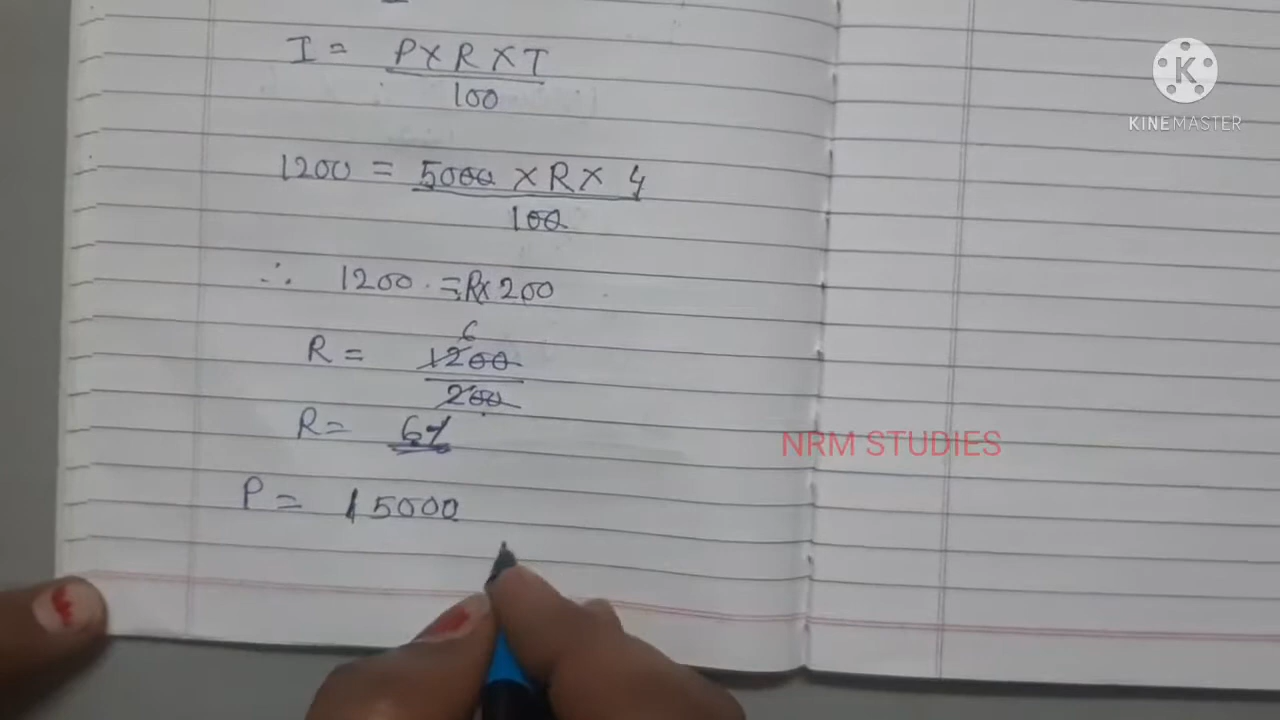 I = P × R × T
100
1200 = 5000 × R × 4
100
∴ 1200 = R × 200
6
R = 1200
200
R = 6%
P = 15000
K
KINEMASTER
NRM STUDIES